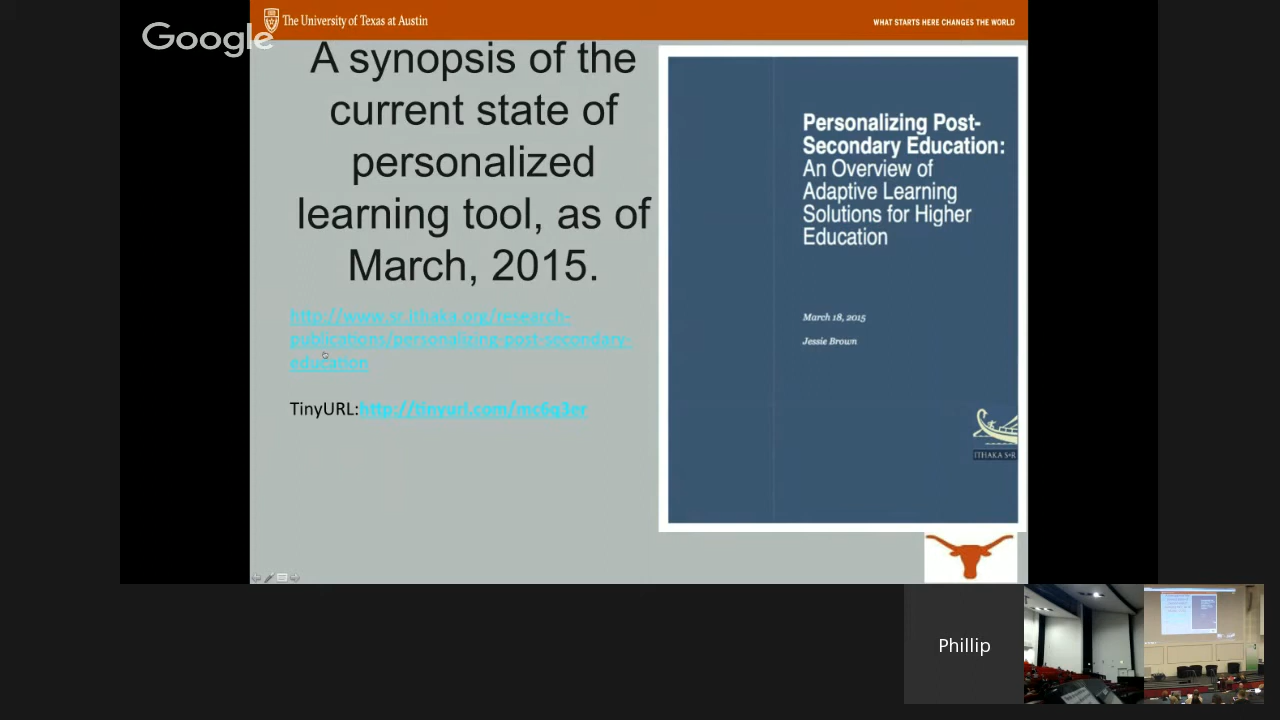 Google
The University of Texas at Austin
WHAT STARTS HERE CHANGES THE WORLD
A synopsis of the
current state of
personalized
learning tool, as of
March, 2015.
http://www.sr.ithaka.org/research-
publications/personalizing-post-secondary-
education
TinyURL:http://tinyurl.com/mc6q3er
Personalizing Post-
Secondary Education:
An Overview of
Adaptive Learning
Solutions for Higher
Education
March 18, 2015
Jessie Brown
ITHAKA S+R
Phillip